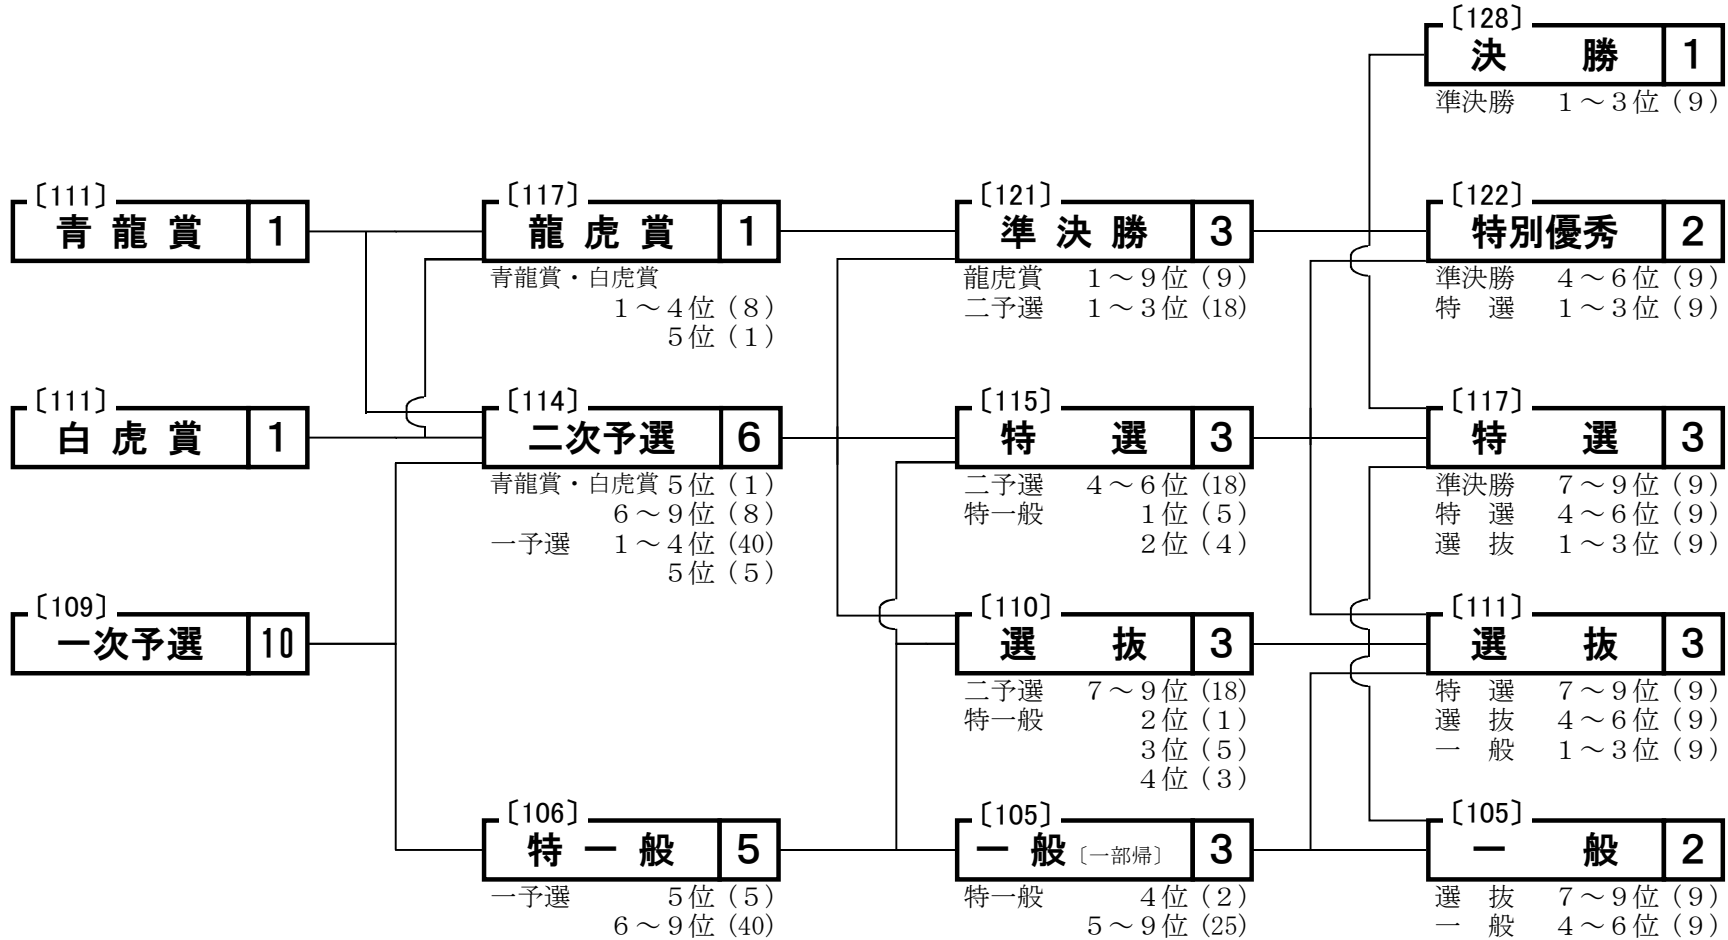 〔111〕
青龍賞 1
〔111〕
白虎賞 1
〔109〕
一次予選 10
〔117〕
龍虎賞 1
青龍賞・白虎賞
1～4位(8)
5位(1)
〔114〕
二次予選 6
青龍賞・白虎賞 5位(1)
6～9位(8)
一予選 1～4位(40)
5位(5)
〔106〕
特一般 5
一予選 5位(5)
6～9位(40)
〔121〕
準決勝 3
龍虎賞 1～9位(9)
二予選 1～3位(18)
〔115〕
特選 3
二予選 4～6位(18)
特一般 1位(5)
2位(4)
〔110〕
選抜 3
二予選 7～9位(18)
特一般 2位(1)
3位(5)
4位(3)
〔105〕
一般〔一部帰〕 3
特一般 4位(2)
5～9位(25)
〔128〕
決勝 1
準決勝 1～3位(9)
〔122〕
特別優秀 2
準決勝 4～6位(9)
特選 1～3位(9)
〔117〕
特選 3
準決勝 7～9位(9)
特選 4～6位(9)
選抜 1～3位(9)
〔111〕
選抜 3
特選 7～9位(9)
選抜 4～6位(9)
一般 1～3位(9)
〔105〕
一般 2
選抜 7～9位(9)
一般 4～6位(9)